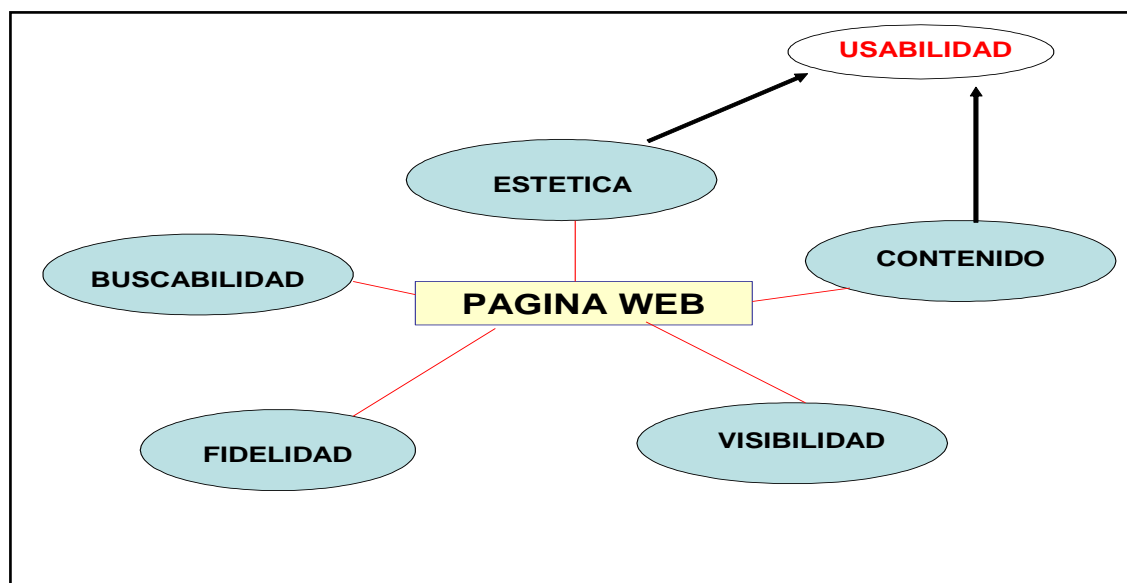 USABILIDAD
ESTETICA
CONTENIDO
BUSCABILIDAD
PAGINA WEB
VISIBILIDAD
FIDELIDAD